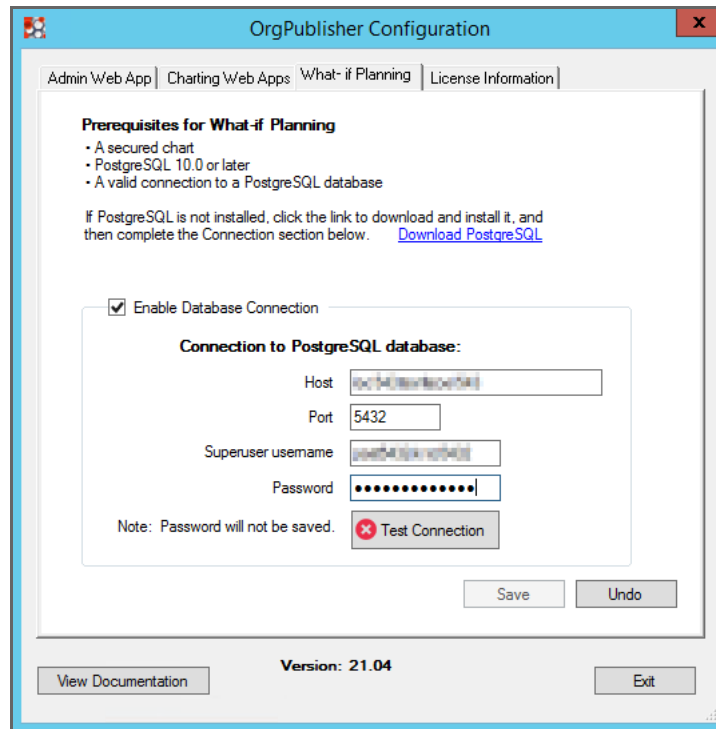 OrgPublisher Configuration
x
Admin Web App
Charting Web Apps
What- if Planning
License Information
Prerequisites for What-if Planning
• A secured chart
• PostgreSQL 10.0 or later
• A valid connection to a PostgreSQL database
If PostgreSQL is not installed, click the link to download and install it, and
then complete the Connection section below. Download PostgreSQL
Enable Database Connection
Connection to PostgreSQL database:
Host
Port 5432
Superuser username
Password •••••••••••••
Note: Password will not be saved. Test Connection
Save Undo
Version: 21.04
View Documentation Exit